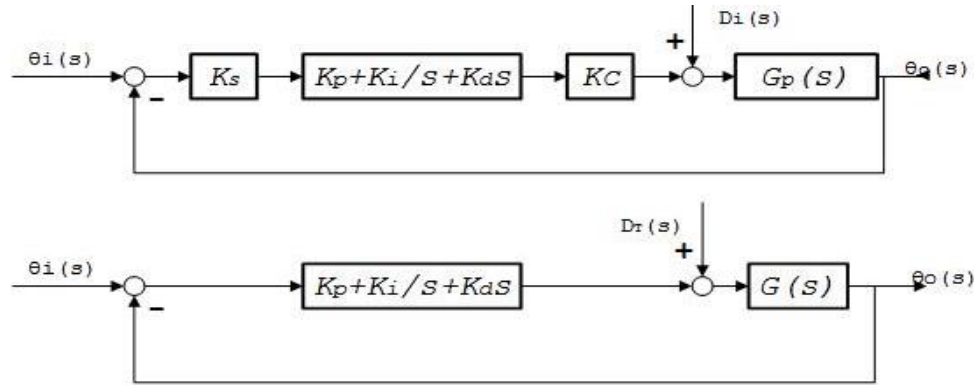 Di(s)
θi(s)
Ks
Kp+Ki/S+KdS
KC
+
Gp(S)
θo(s)
-
DT(s)
θi(s)
Kp+Ki/S+KdS
+
G(S)
θo(s)
-